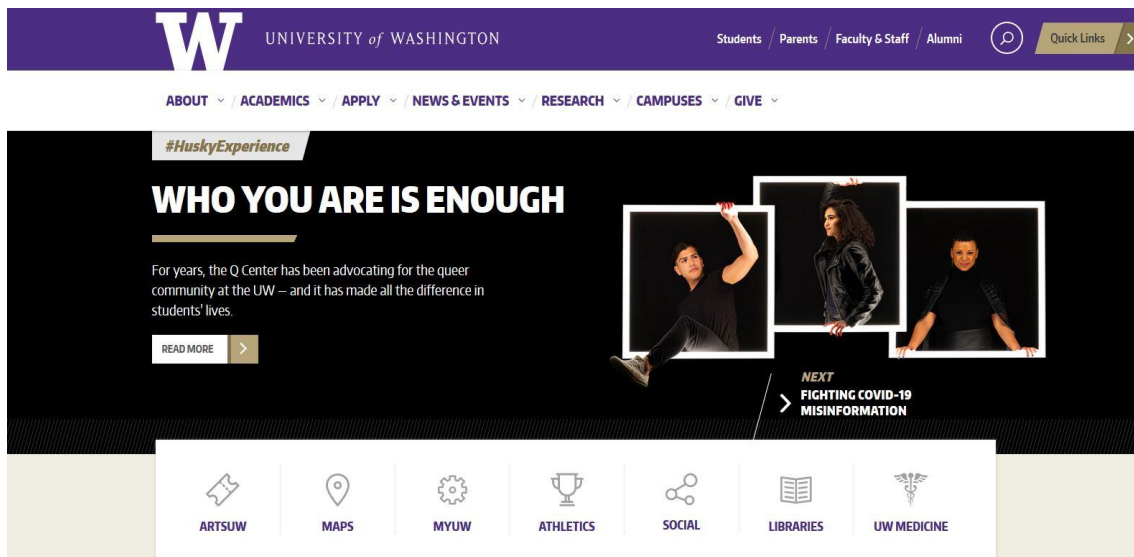 W UNIVERSITY of WASHINGTON
Students / Parents / Faculty & Staff / Alumni
Quick Links
ABOUT / ACADEMICS / APPLY / NEWS & EVENTS / RESEARCH / CAMPUSES / GIVE
#HuskyExperience
WHO YOU ARE IS ENOUGH
For years, the Q Center has been advocating for the queer
community at the UW — and it has made all the difference in
students' lives.
READ MORE
NEXT
FIGHTING COVID-19
MISINFORMATION
ARTSUW
MAPS
MYUW
ATHLETICS
SOCIAL
LIBRARIES
UW MEDICINE